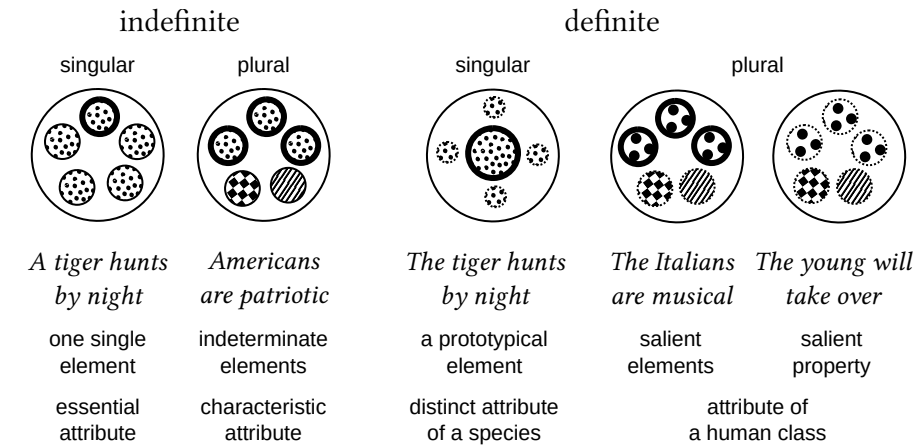 indefinite definite
singular plural singular plural
A tiger hunts Americans The tiger hunts The Italians The young will
by night are patriotic by night are musical take over
one single indeterminate a prototypical salient salient
element elements element elements property
essential characteristic distinct attribute attribute of
attribute attribute of a species a human class